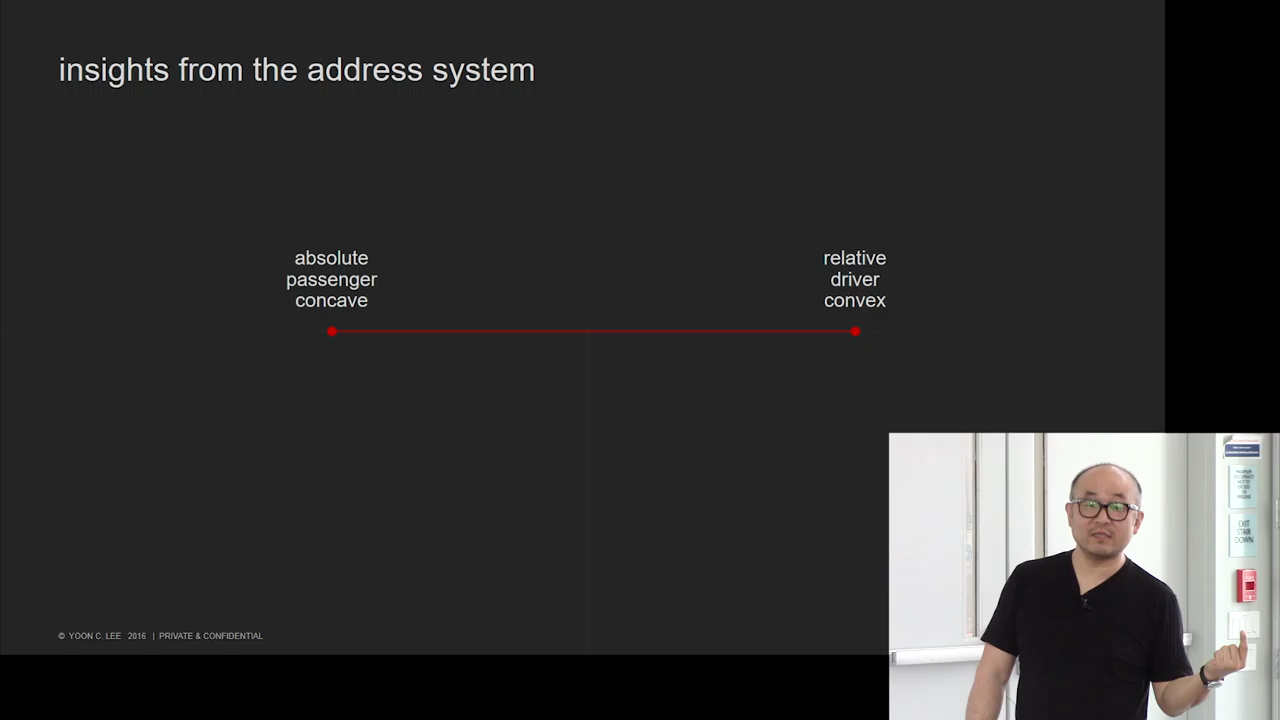 insights from the address system
absolute
passenger
concave
relative
driver
convex
© YOON C. LEE 2016 | PRIVATE & CONFIDENTIAL
EXIT
STAIR
DOWN